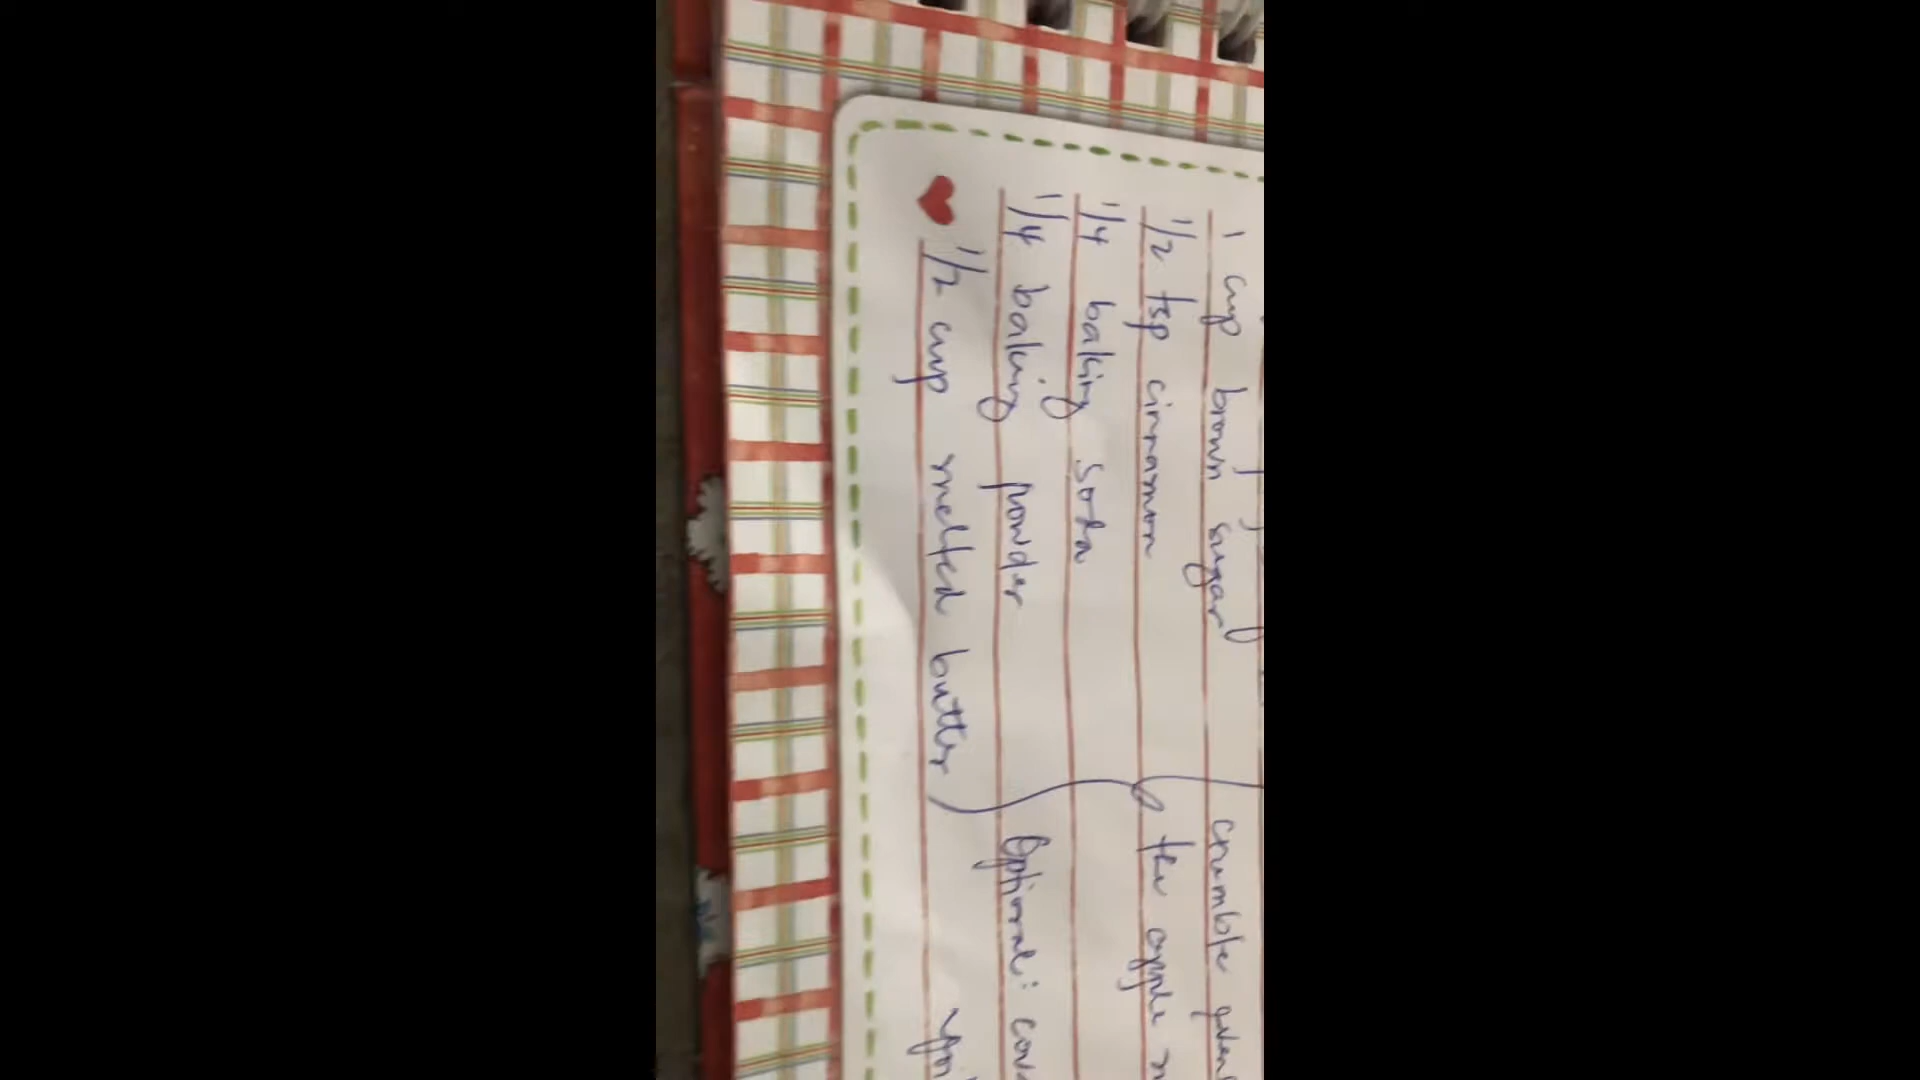 1 cup brown sugar crumble
1/2 tsp cinnamon the apple
1/4 baking soda
1/4 baking powder Optional:
1/2 cup melted butter